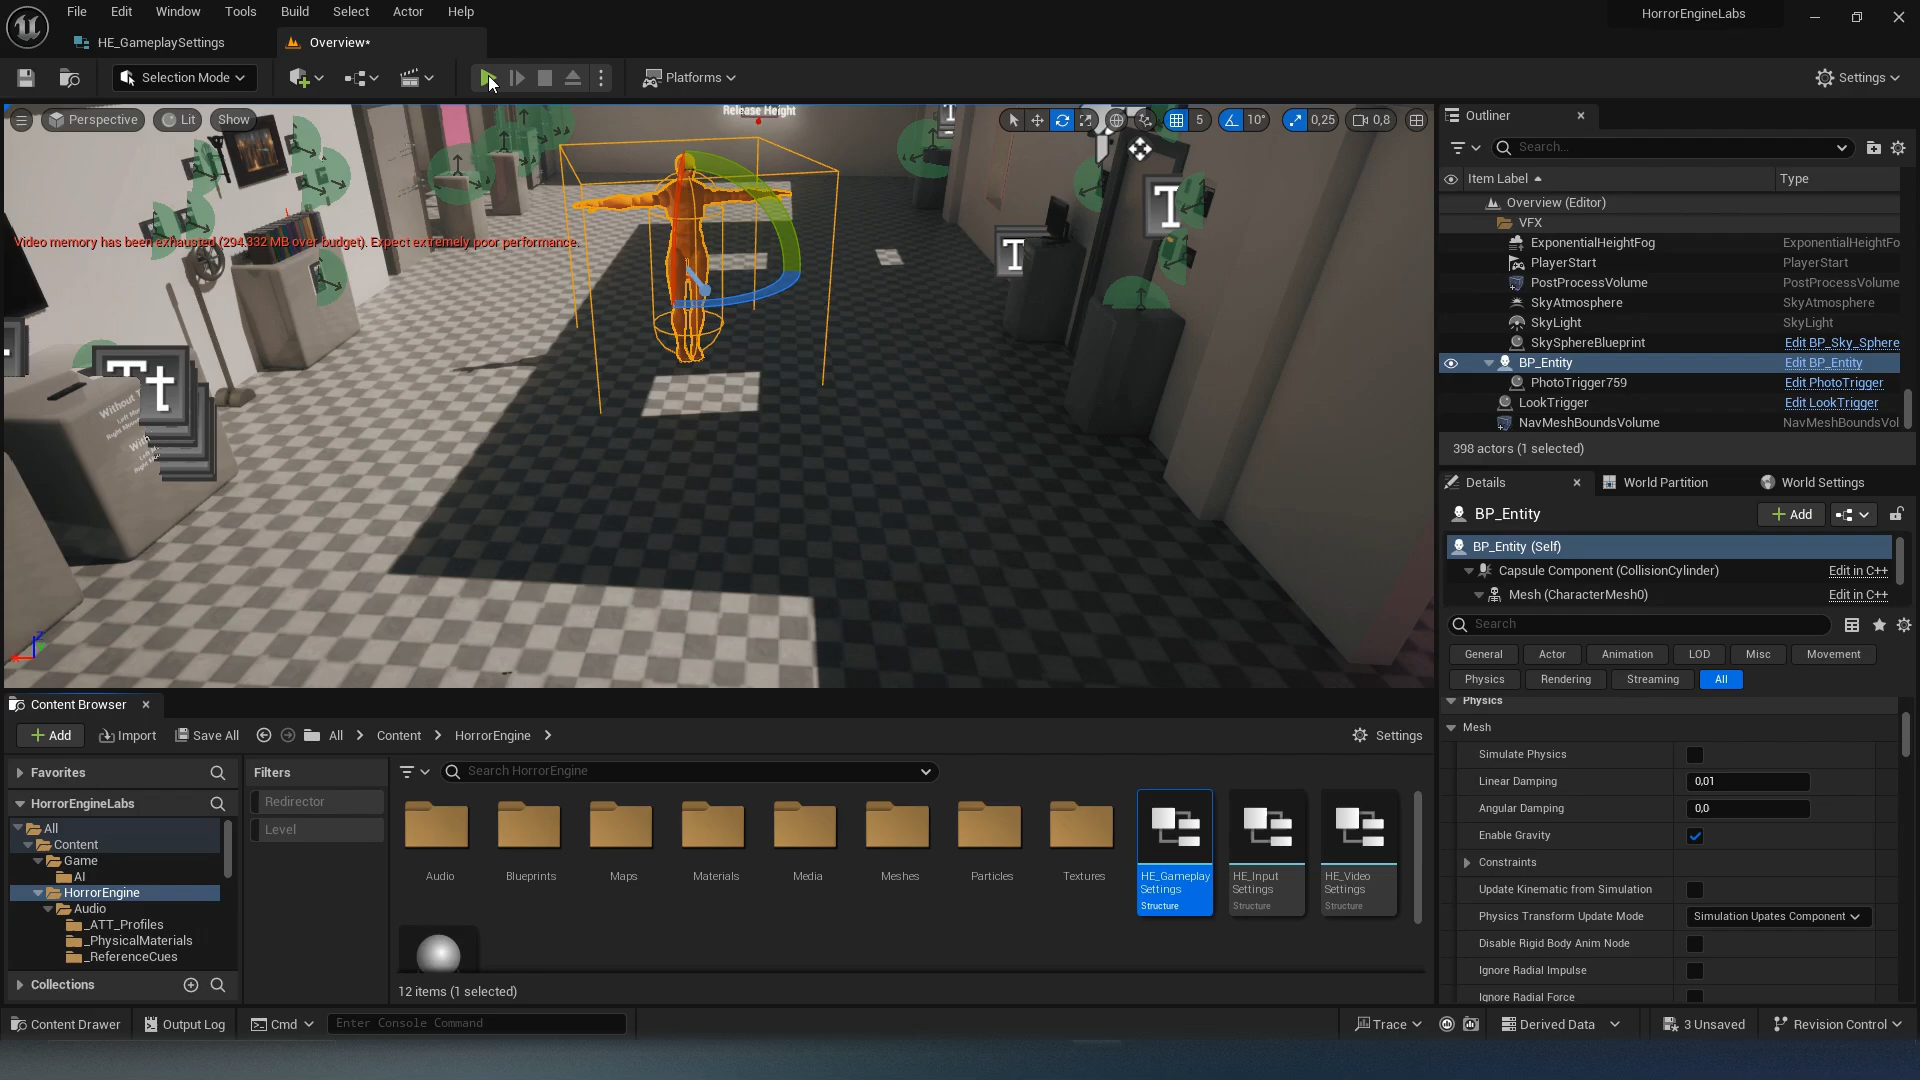 File Edit Window Tools Build Select Actor Help
HorrorEngineLabs
HE_GameplaySettings
Overview*
Selection Mode
Platforms
Settings
Perspective
Lit
Show
5
10°
0,25
0,8
Release Height
Video memory has been exhausted (294.332 MB over budget). Expect extremely poor performance.
T
T
T
Tt
Outliner
Search...
Item Label
Type
Overview (Editor)
VFX
ExponentialHeightFog ExponentialHeightFo
PlayerStart PlayerStart
PostProcessVolume PostProcessVolume
SkyAtmosphere SkyAtmosphere
SkyLight SkyLight
SkySphereBlueprint Edit BP_Sky_Sphere
BP_Entity Edit BP_Entity
PhotoTrigger759 Edit PhotoTrigger
LookTrigger Edit LookTrigger
NavMeshBoundsVolume NavMeshBoundsVol
398 actors (1 selected)
Details
World Partition
World Settings
BP_Entity
Add
BP_Entity (Self)
Capsule Component (CollisionCylinder) Edit in C++
Mesh (CharacterMesh0) Edit in C++
Search
General Actor Animation LOD Misc Movement
Physics Rendering Streaming All
Physics
Mesh
Simulate Physics
Linear Damping 0,01
Angular Damping 0,0
Enable Gravity
Constraints
Update Kinematic from Simulation
Physics Transform Update Mode Simulation Upates Component
Disable Rigid Body Anim Node
Ignore Radial Impulse
Ignore Radial Force
Content Browser
Add
Import
Save All
All
Content
HorrorEngine
Settings
Favorites
HorrorEngineLabs
All
Content
Game
AI
HorrorEngine
Audio
_ATT_Profiles
_PhysicalMaterials
_ReferenceCues
Collections
Filters
Redirector
Level
Search HorrorEngine
Audio
Blueprints
Maps
Materials
Media
Meshes
Particles
Textures
HE_Gameplay
Settings
Structure
HE_Input
Settings
Structure
HE_Video
Settings
Structure
12 items (1 selected)
Content Drawer
Output Log
Cmd
Enter Console Command
Trace
Derived Data
3 Unsaved
Revision Control